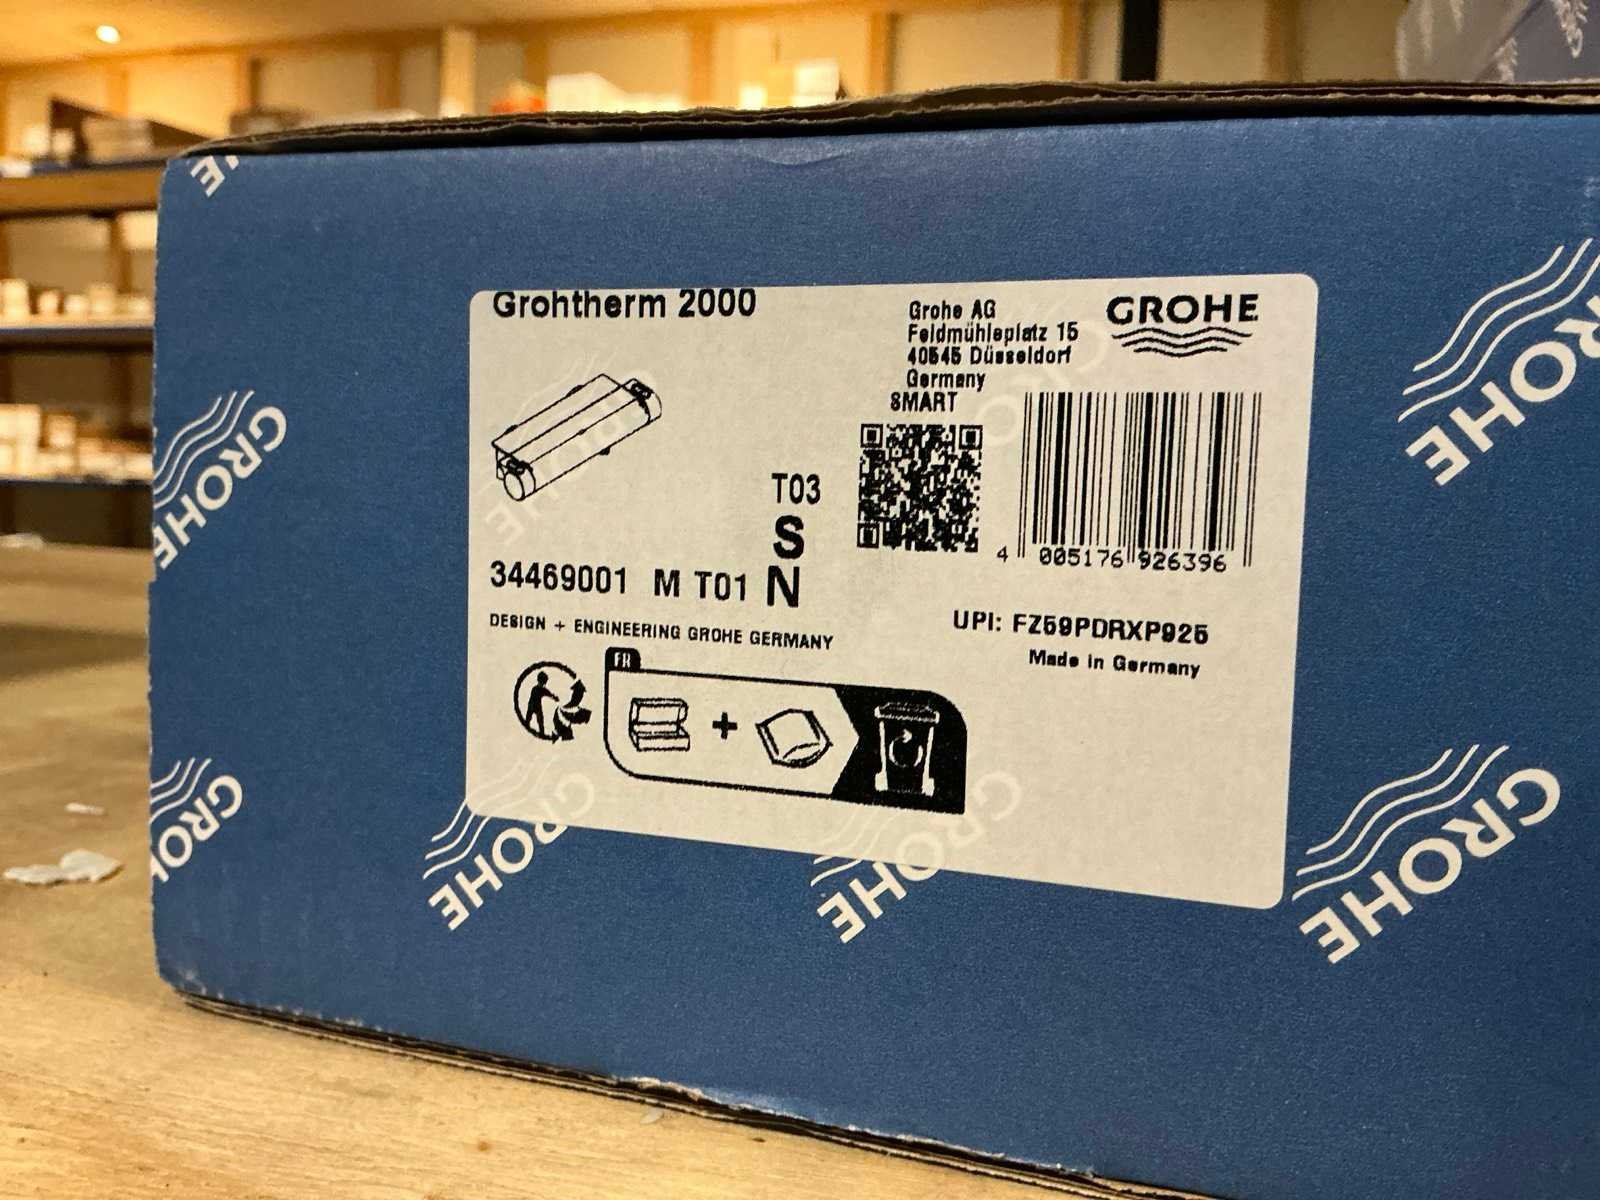 Grohtherm 2000
Grohe AG
Feldmühleplatz 15
40545 Düsseldorf
Germany
SMART
GROHE
T03
S
34469001 M T01 N
4 005176 926396
DESIGN + ENGINEERING GROHE GERMANY
UPI: FZ59PDRXP925
Made in Germany
FR
GROHE
GROHE
GROHE
GROHE
GROHE
GROHE